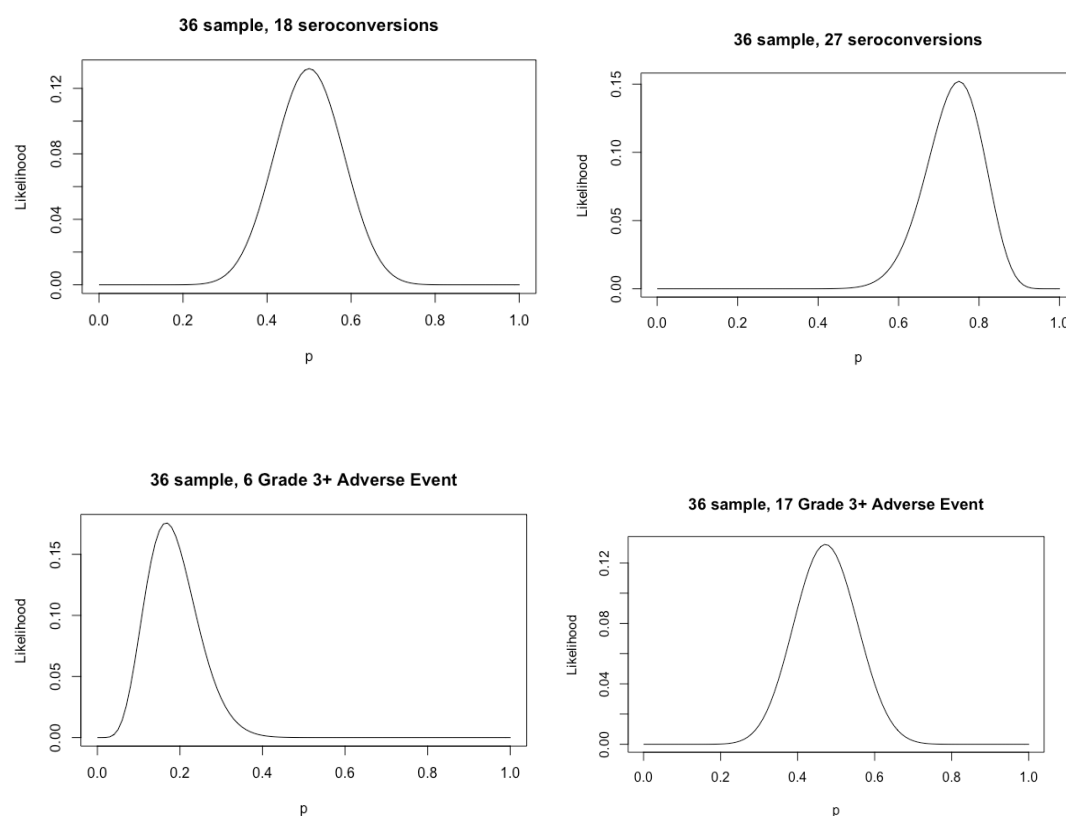 36 sample, 18 seroconversions
Likelihood
0.00 0.04 0.08 0.12
0.0 0.2 0.4 0.6 0.8 1.0
p
36 sample, 27 seroconversions
Likelihood
0.00 0.05 0.10 0.15
0.0 0.2 0.4 0.6 0.8 1.0
p
36 sample, 6 Grade 3+ Adverse Event
Likelihood
0.00 0.05 0.10 0.15
0.0 0.2 0.4 0.6 0.8 1.0
p
36 sample, 17 Grade 3+ Adverse Event
Likelihood
0.00 0.04 0.08 0.12
0.0 0.2 0.4 0.6 0.8 1.0
p